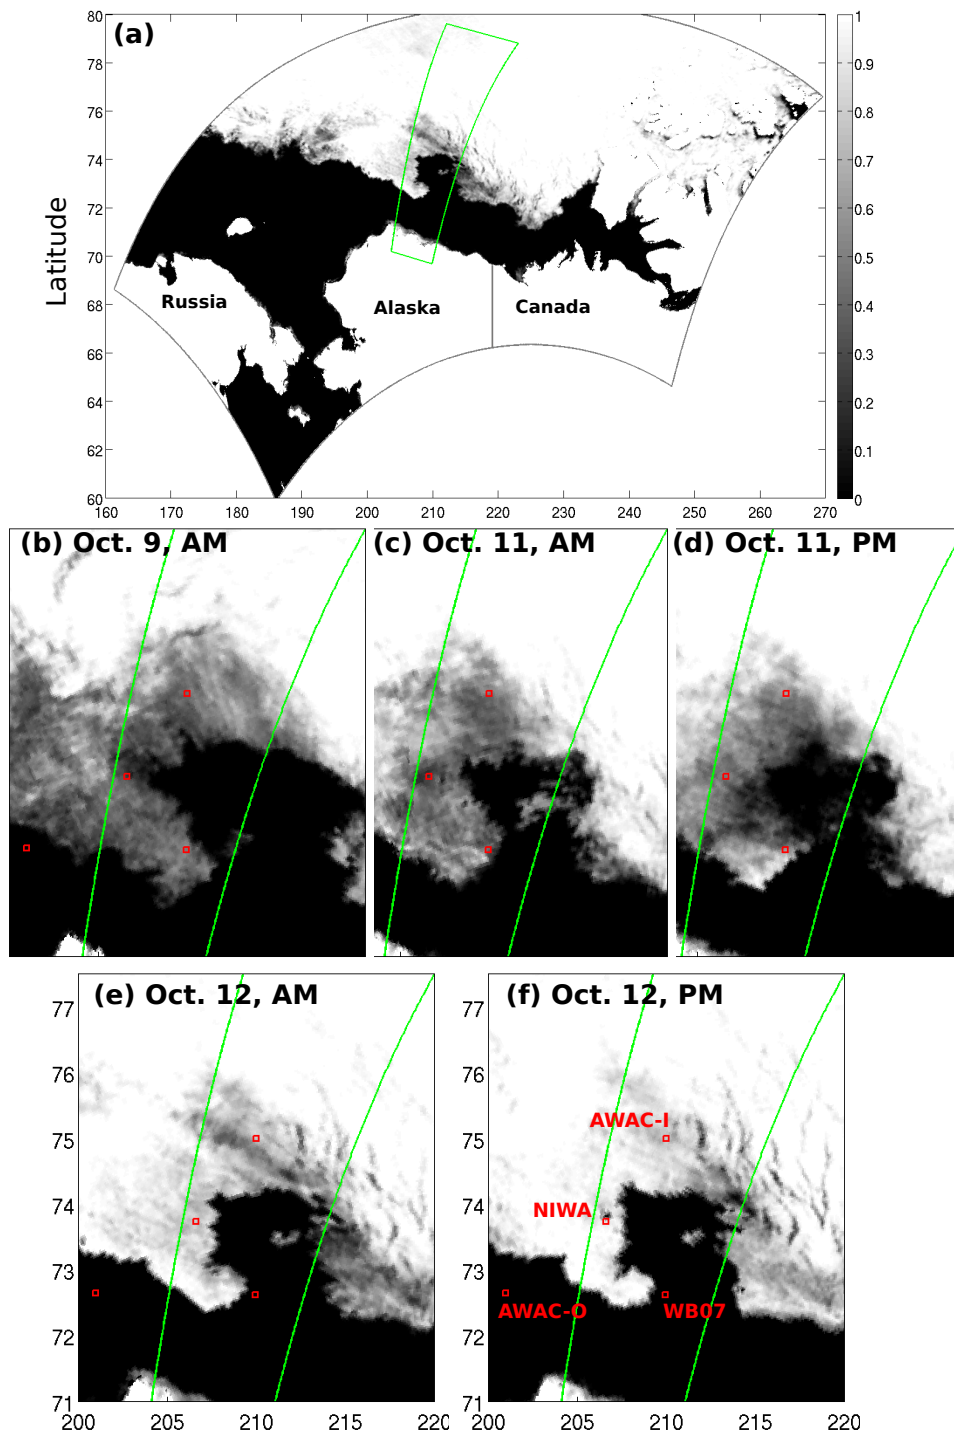 (a)
80
78
76
74
72
70
68
66
64
62
60
Latitude
Russia
Alaska
Canada
160 170 180 190 200 210 220 230 240 250 260 270
1
0.9
0.8
0.7
0.6
0.5
0.4
0.3
0.2
0.1
0
(b) Oct. 9, AM
(c) Oct. 11, AM
(d) Oct. 11, PM
(e) Oct. 12, AM
77
76
75
74
73
72
71
200 205 210 215 220
(f) Oct. 12, PM
77
76
75
74
73
72
71
AWAC-I
NIWA
AWAC-O
WB07
200 205 210 215 220